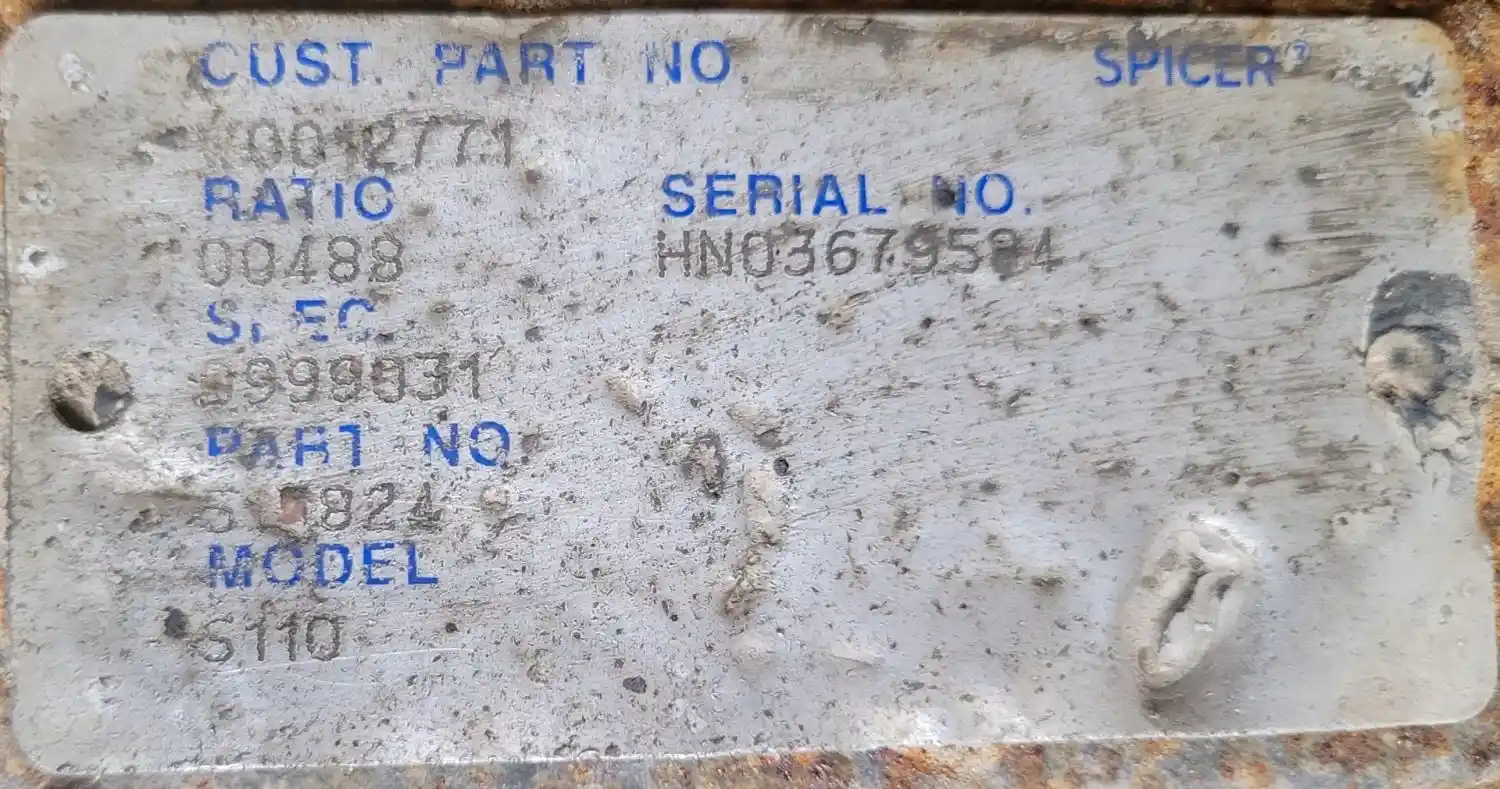 CUST. PART NO. SPICER®
RATIO SERIAL NO.
00488 HN03679584
SPEC.
PART NO.
MODEL
S110